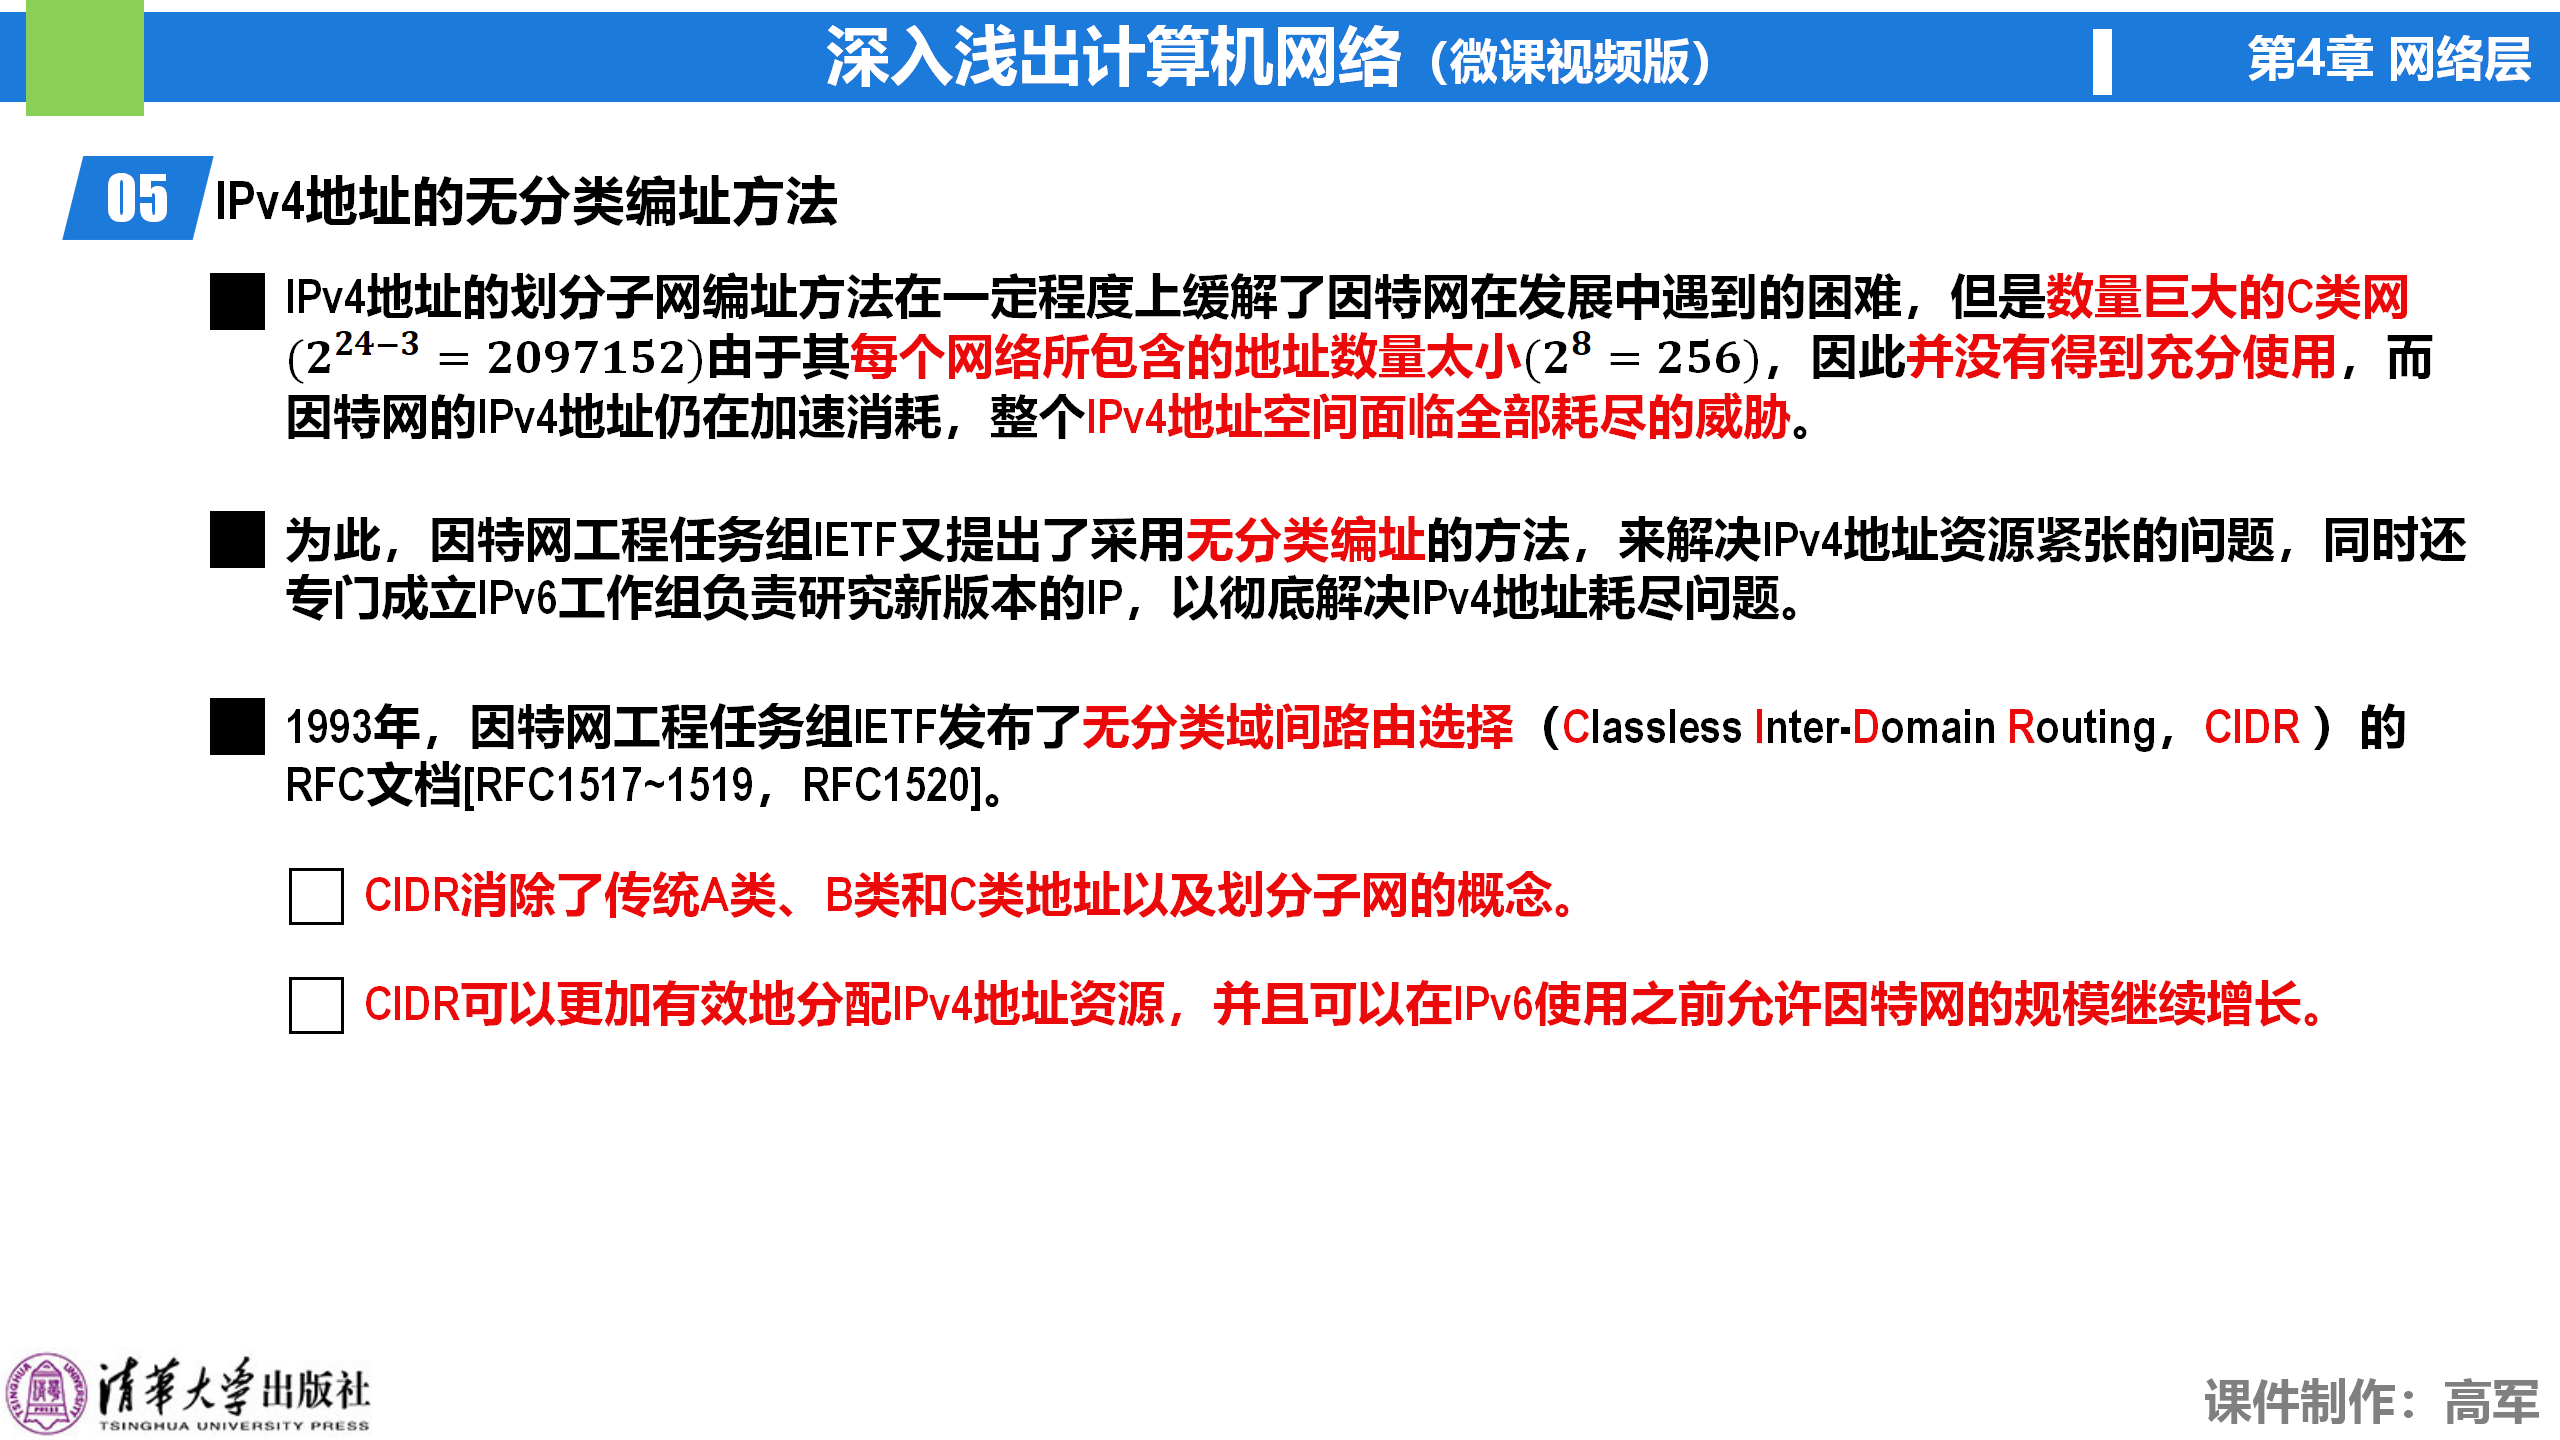 深入浅出计算机网络（微课视频版）
第4章 网络层
05 IPv4地址的无分类编址方法
IPv4地址的划分子网编址方法在一定程度上缓解了因特网在发展中遇到的困难，但是数量巨大的C类网
(2^{24-3} = 2097152)由于其每个网络所包含的地址数量太小(2^8 = 256)，因此并没有得到充分使用，而
因特网的IPv4地址仍在加速消耗，整个IPv4地址空间面临全部耗尽的威胁。
为此，因特网工程任务组IETF又提出了采用无分类编址的方法，来解决IPv4地址资源紧张的问题，同时还
专门成立IPv6工作组负责研究新版本的IP，以彻底解决IPv4地址耗尽问题。
1993年，因特网工程任务组IETF发布了无分类域间路由选择（Classless Inter-Domain Routing，CIDR ）的
RFC文档[RFC1517~1519，RFC1520]。
CIDR消除了传统A类、B类和C类地址以及划分子网的概念。
CIDR可以更加有效地分配IPv4地址资源，并且可以在IPv6使用之前允许因特网的规模继续增长。
清华大学出版社
TSINGHUA UNIVERSITY PRESS
课件制作：高军